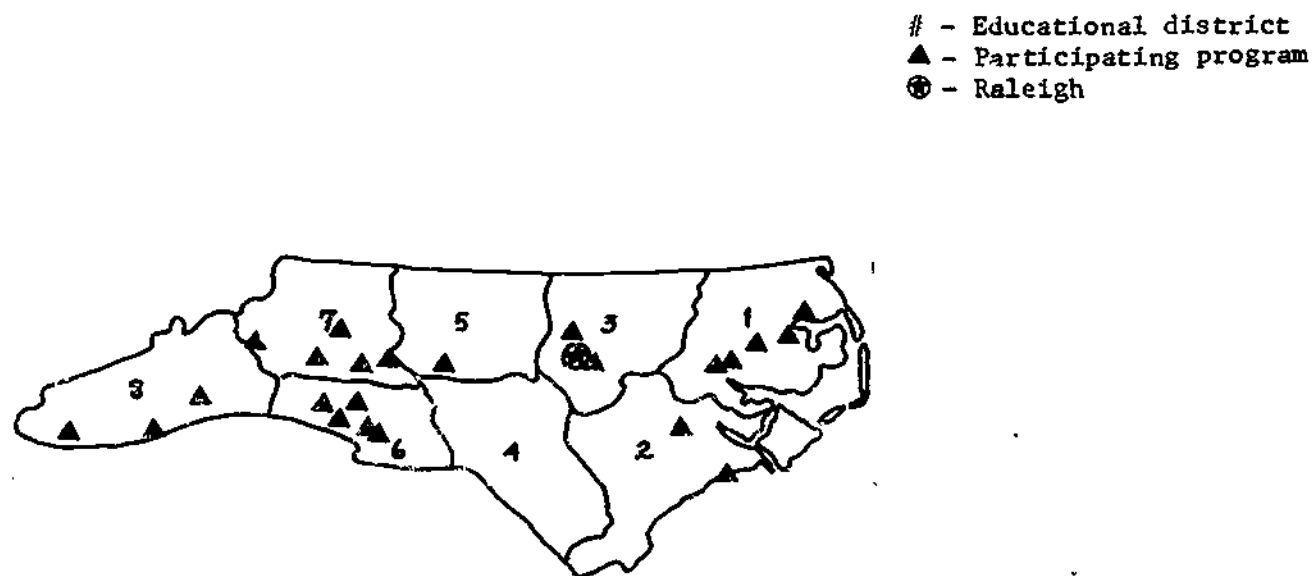 # - Educational district
▲ - Participating program
✪ - Raleigh
7
5
3
1
8
6
4
2